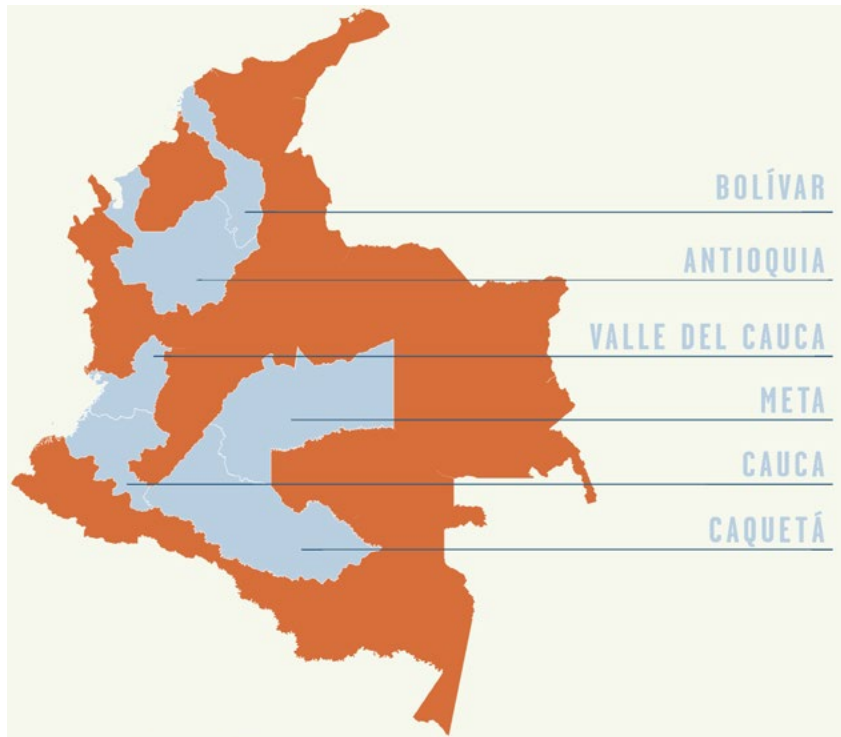 BOLÍVAR
ANTIOQUIA
VALLE DEL CAUCA
META
CAUCA
CAQUETÁ